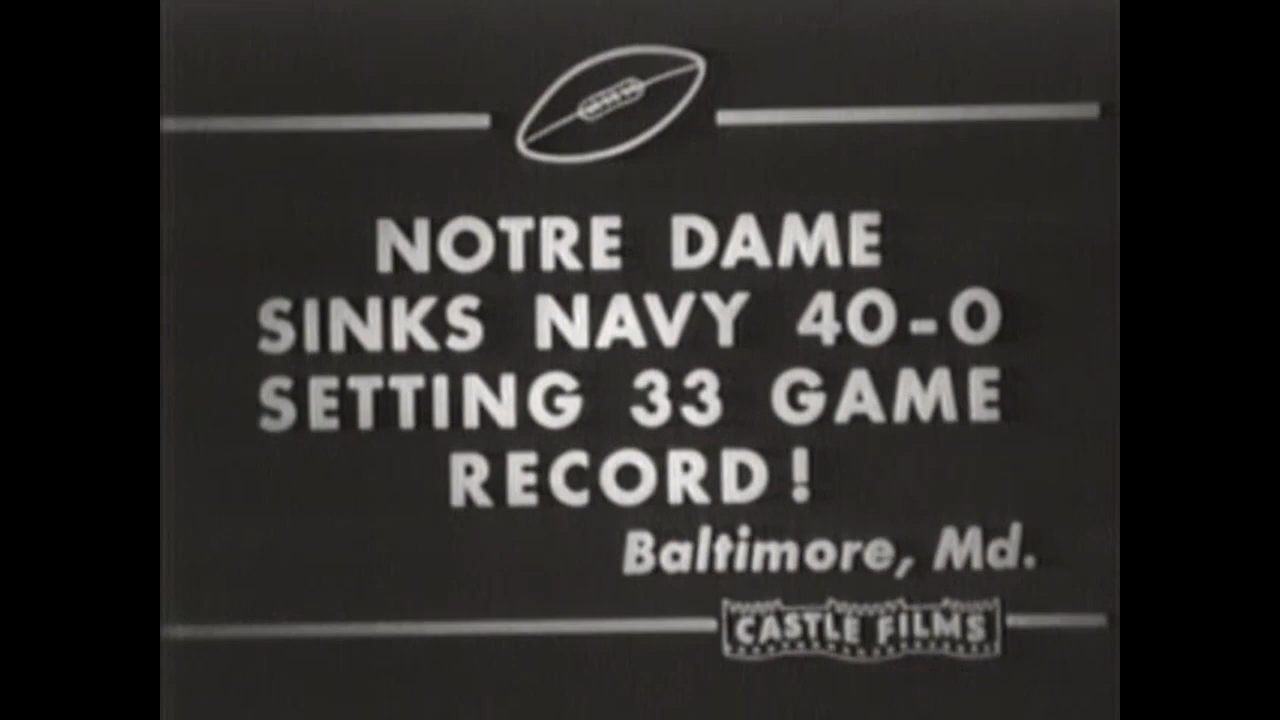 NOTRE DAME
SINKS NAVY 40-0
SETTING 33 GAME
RECORD!
Baltimore, Md.
CASTLE FILMS